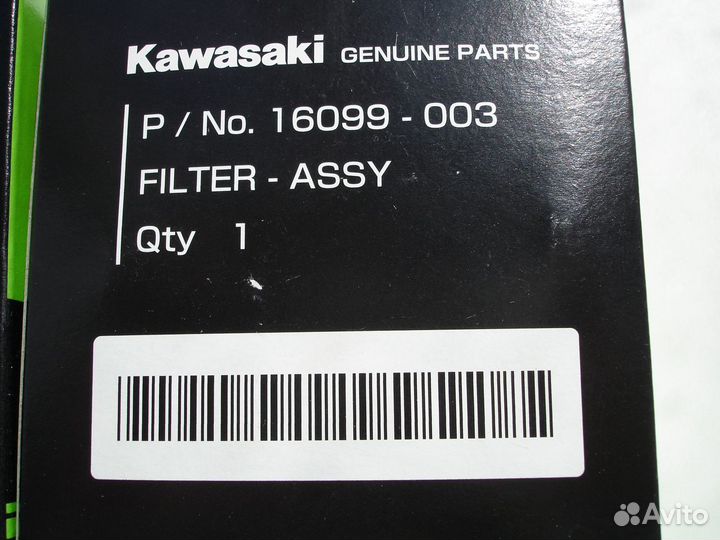 Kawasaki GENUINE PARTS
P / No. 16099 - 003
FILTER - ASSY
Qty 1
Avito